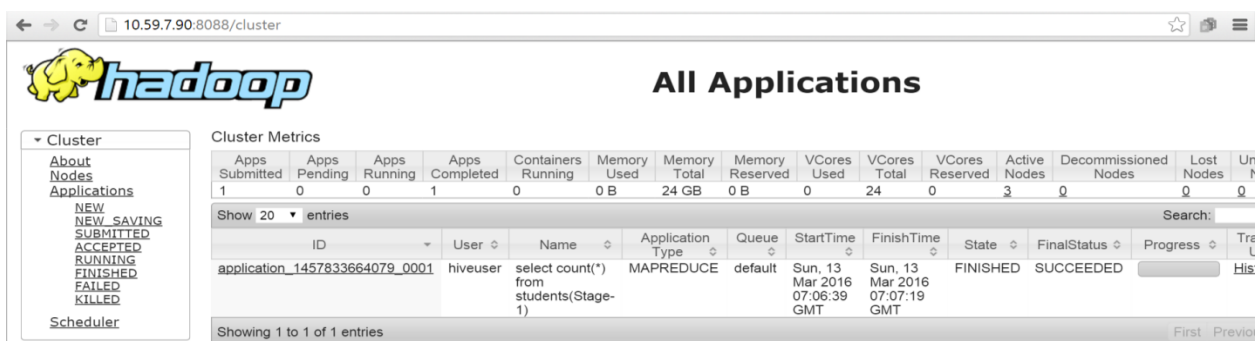 10.59.7.90:8088/cluster
hadoop
All Applications
Cluster
About
Nodes
Applications
NEW
NEW_SAVING
SUBMITTED
ACCEPTED
RUNNING
FINISHED
FAILED
KILLED
Scheduler
Cluster Metrics
Apps Submitted Apps Pending Apps Running Apps Completed Containers Running Memory Used Memory Total Memory Reserved VCores Used VCores Total VCores Reserved Active Nodes Decommissioned Nodes Lost Nodes
1 0 0 1 0 0 B 24 GB 0 B 0 24 0 3 0 0 0
Show 20 entries Search:
ID User Name Application Type Queue StartTime FinishTime State FinalStatus Progress
application_1457833664079_0001 hiveuser select count(*) from students(Stage-1) MAPREDUCE default Sun, 13 Mar 2016 07:06:39 GMT Sun, 13 Mar 2016 07:07:19 GMT FINISHED SUCCEEDED
Showing 1 to 1 of 1 entries First